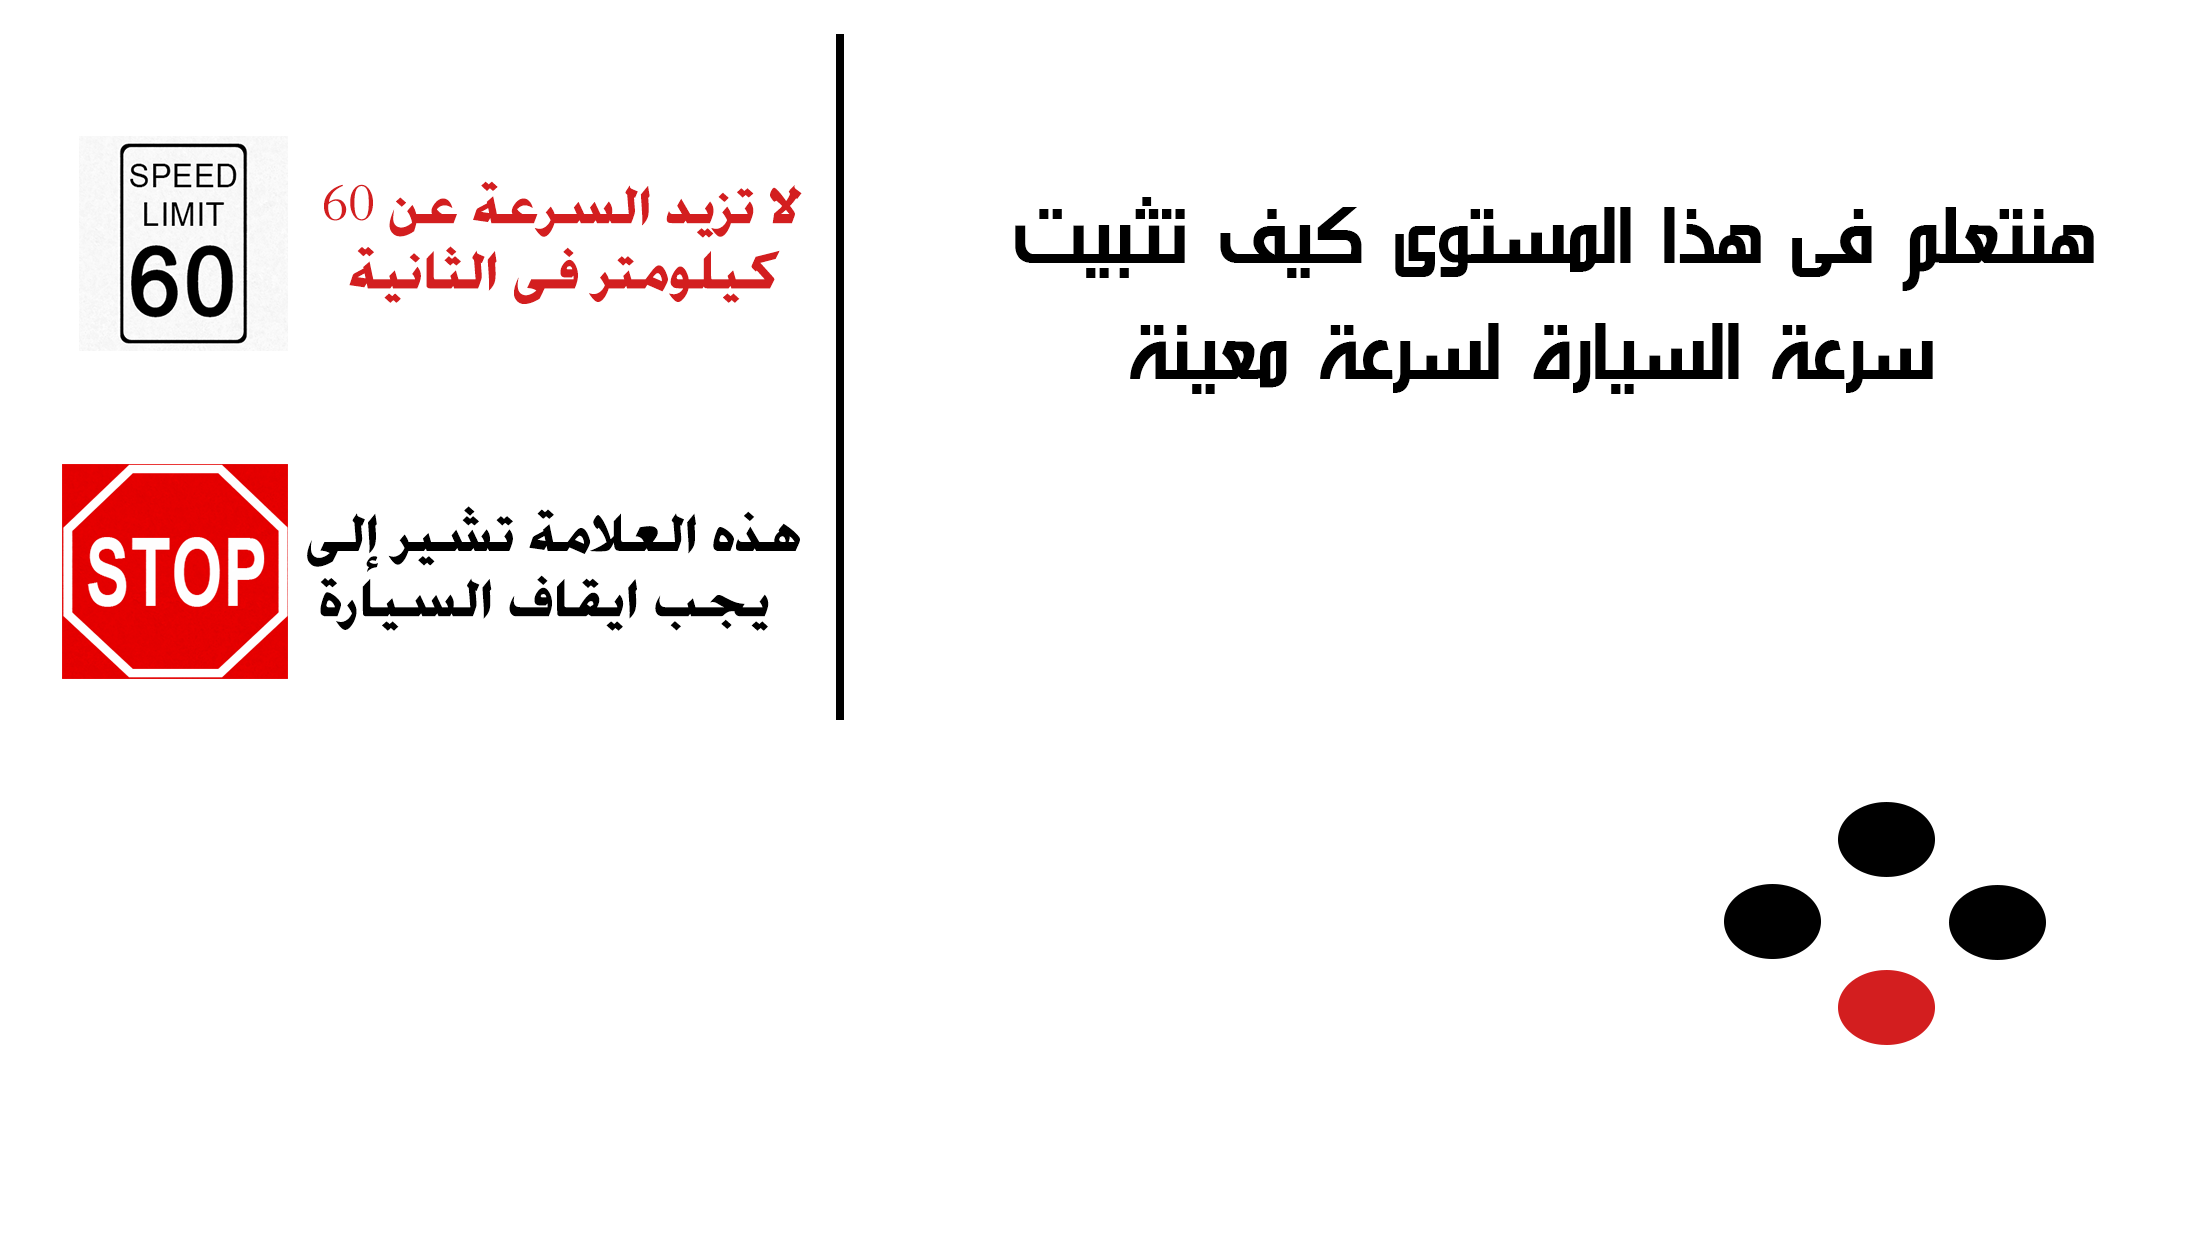 هنتعلم فى هذا المستوى كيف تثبيت
سرعة السيارة لسرعة معينة
لا تزيد السرعة عن 60
كيلومتر فى الثانية
SPEED
LIMIT
60
هذه العلامة تشير إلى
يجب ايقاف السيارة
STOP